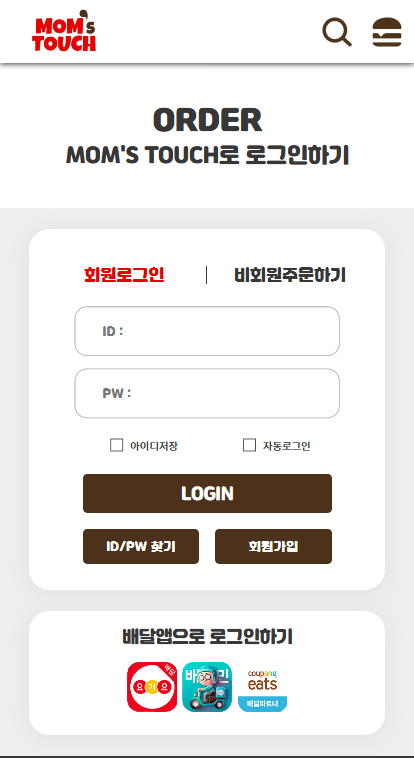 MOM's
TOUCH
ORDER
MOM'S TOUCH로 로그인하기
회원로그인 | 비회원주문하기
ID :
PW :
아이디저장 자동로그인
LOGIN
ID/PW 찾기 회원가입
배달앱으로 로그인하기
배달
요기요
배민
coupang
eats
배달파트너